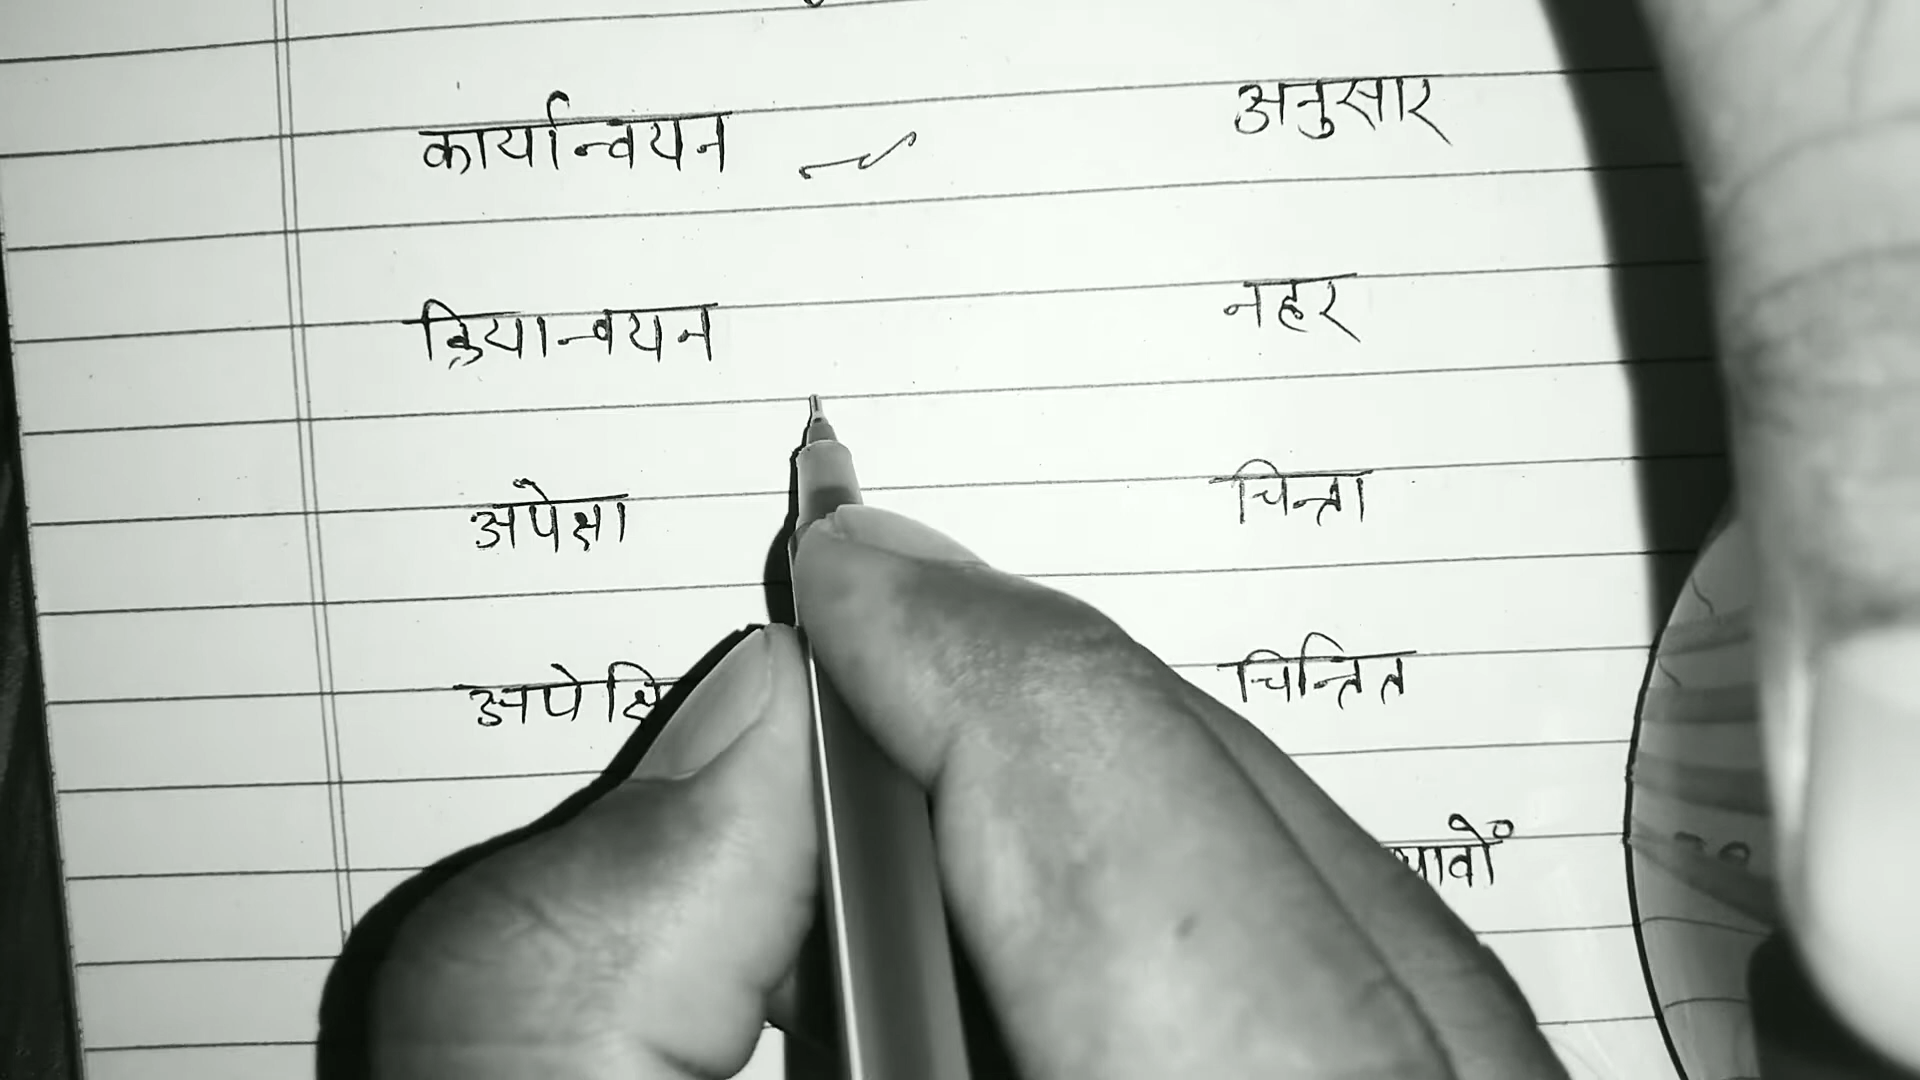 कार्यान्वयन अनुसार
क्रियान्वयन नहर
अपेक्षा चिन्ता
चिन्तित